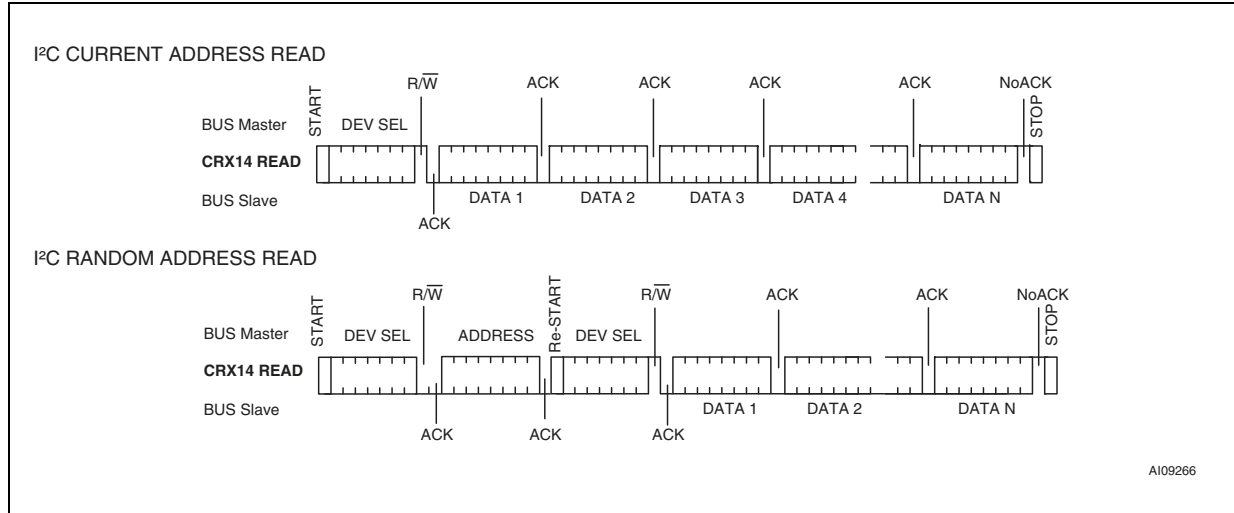 I²C CURRENT ADDRESS READ
START R/W̅ ACK ACK ACK ACK NoACK STOP
BUS Master DEV SEL
CRX14 READ
BUS Slave DATA 1 DATA 2 DATA 3 DATA 4 DATA N
ACK
I²C RANDOM ADDRESS READ
START R/W̅ Re-START R/W̅ ACK ACK NoACK STOP
BUS Master DEV SEL ADDRESS DEV SEL
CRX14 READ
BUS Slave DATA 1 DATA 2 DATA N
ACK ACK ACK
AI09266